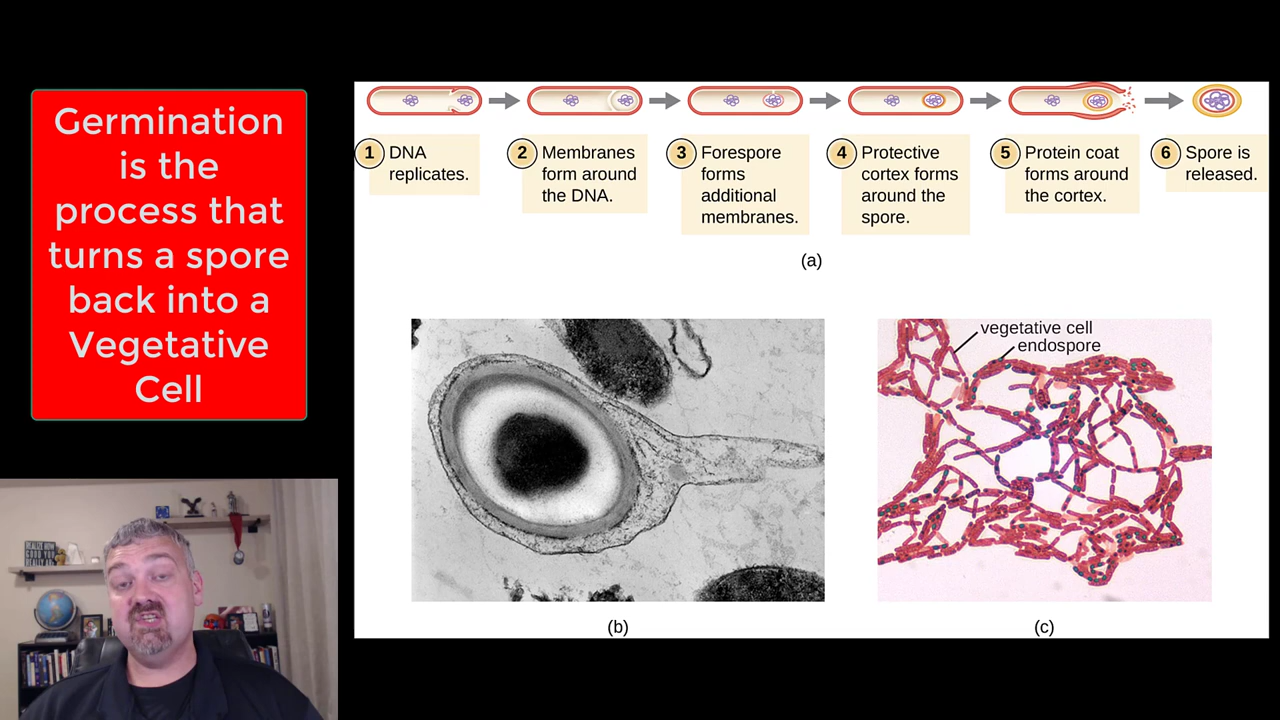 Germination
is the
process that
turns a spore
back into a
Vegetative
Cell
1 DNA
replicates.
2 Membranes
form around
the DNA.
3 Forespore
forms
additional
membranes.
4 Protective
cortex forms
around the
spore.
5 Protein coat
forms around
the cortex.
6 Spore is
released.
(a)
vegetative cell
endospore
(b)
(c)